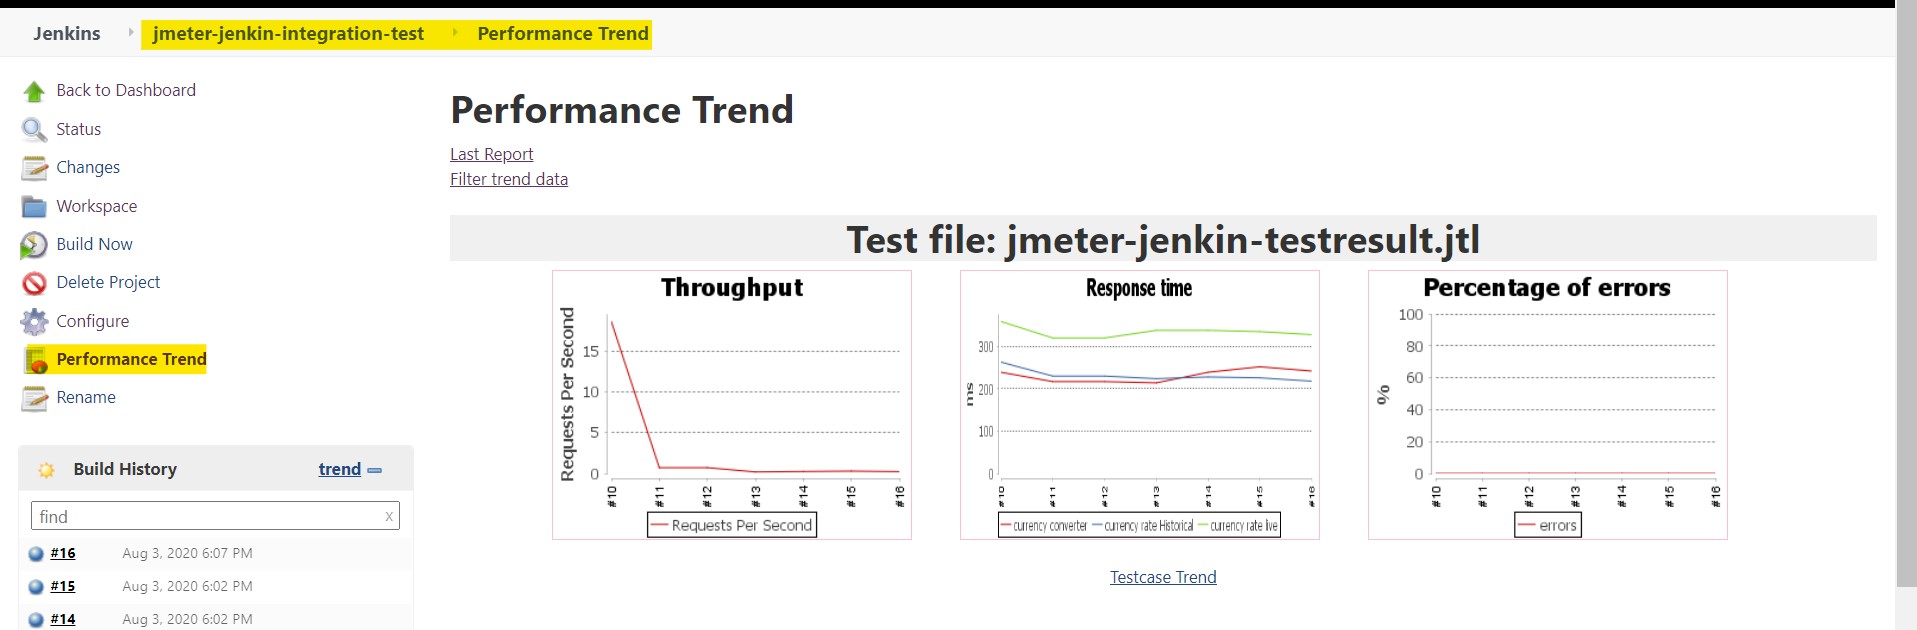 Jenkins jmeter-jenkin-integration-test Performance Trend
Back to Dashboard
Status
Changes
Workspace
Build Now
Delete Project
Configure
Performance Trend
Rename
Build History trend
find x
#16 Aug 3, 2020 6:07 PM
#15 Aug 3, 2020 6:02 PM
#14 Aug 3, 2020 6:02 PM
Performance Trend
Last Report
Filter trend data
Test file: jmeter-jenkin-testresult.jtl
Throughput
Requests Per Second
15
10
5
0
#10 #11 #12 #13 #14 #15 #16
Requests Per Second
Response time
ms
300
200
100
0
#10 #11 #12 #13 #14 #15 #16
currency converter currency rate Historical currency rate live
Percentage of errors
%
100
80
60
40
20
0
#10 #11 #12 #13 #14 #15 #16
errors
Testcase Trend